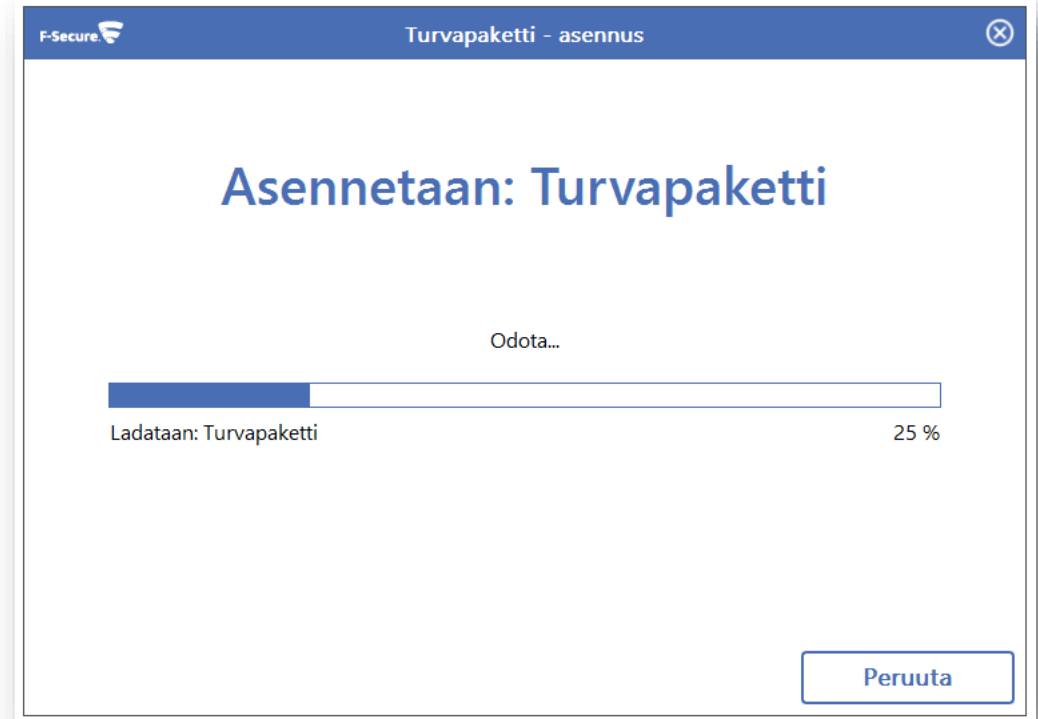 F-Secure.
Turvapaketti - asennus
Asennetaan: Turvapaketti
Odota...
Ladataan: Turvapaketti 25 %
Peruuta